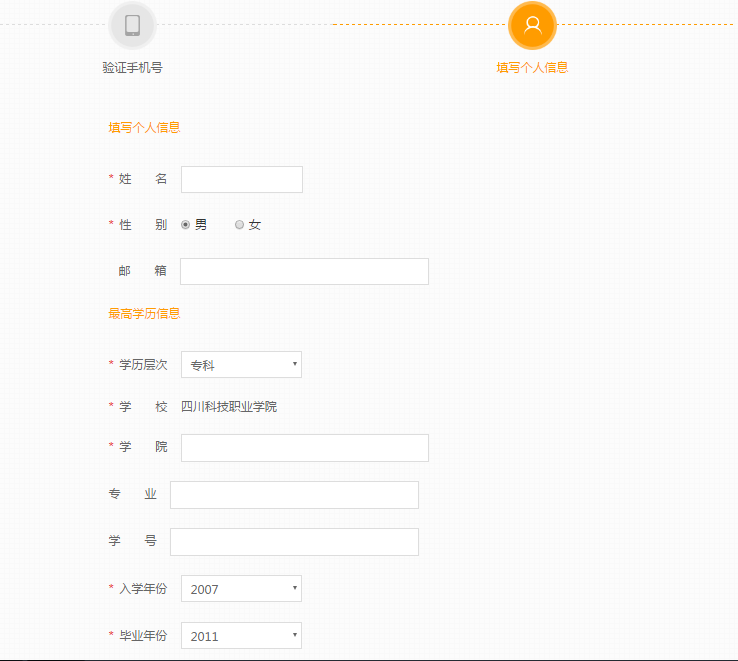 验证手机号
填写个人信息
填写个人信息
* 姓 名
* 性 别 男 女
邮 箱
最高学历信息
* 学历层次 专科
* 学 校 四川科技职业学院
* 学 院
专 业
学 号
* 入学年份 2007
* 毕业年份 2011